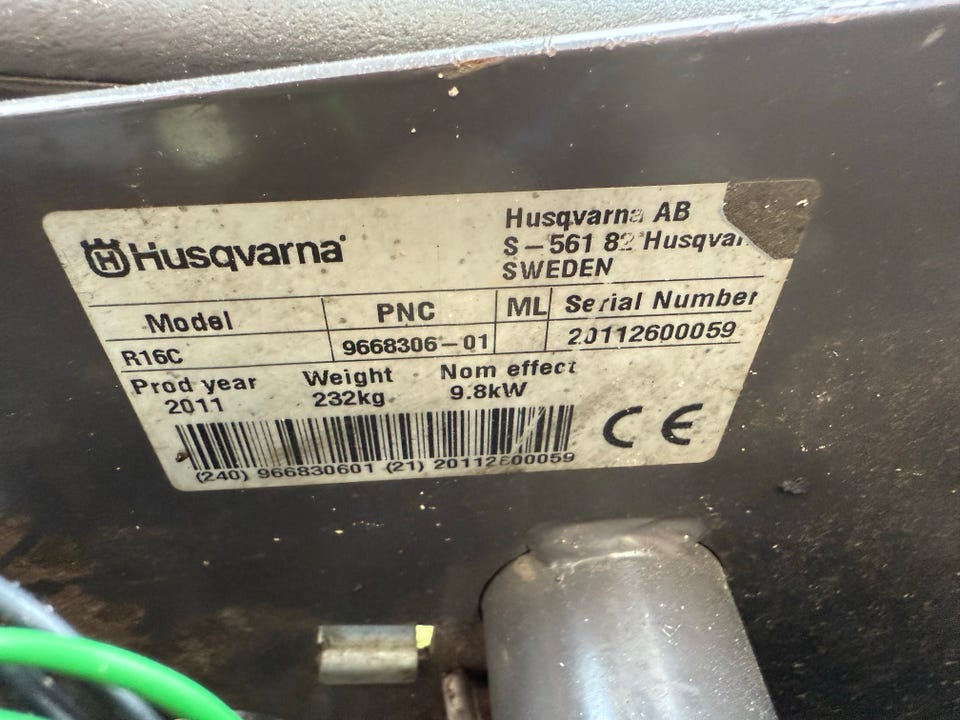 Husqvarna
Husqvarna AB
S-561 82 Husqvar
SWEDEN
Model PNC ML Serial Number
R16C 9668306-01 20112600059
Prod year Weight Nom effect
2011 232kg 9.8kW
CE
(240) 966830601 (21) 20112600059